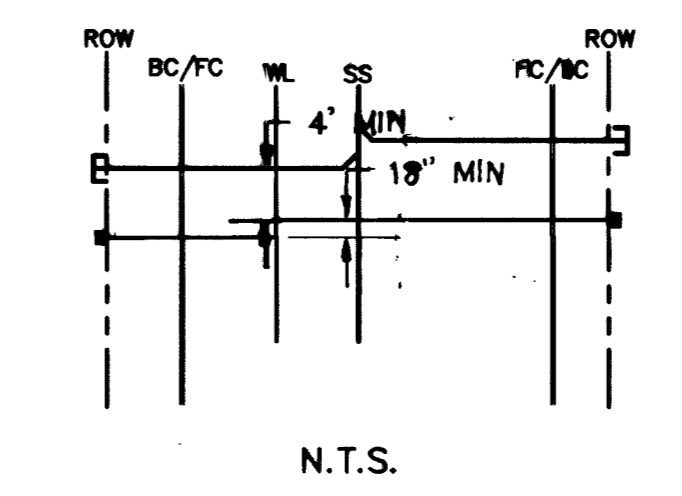 ROW ROW
BC/FC WL SS FC/BC
4' MIN
18" MIN
N.T.S.